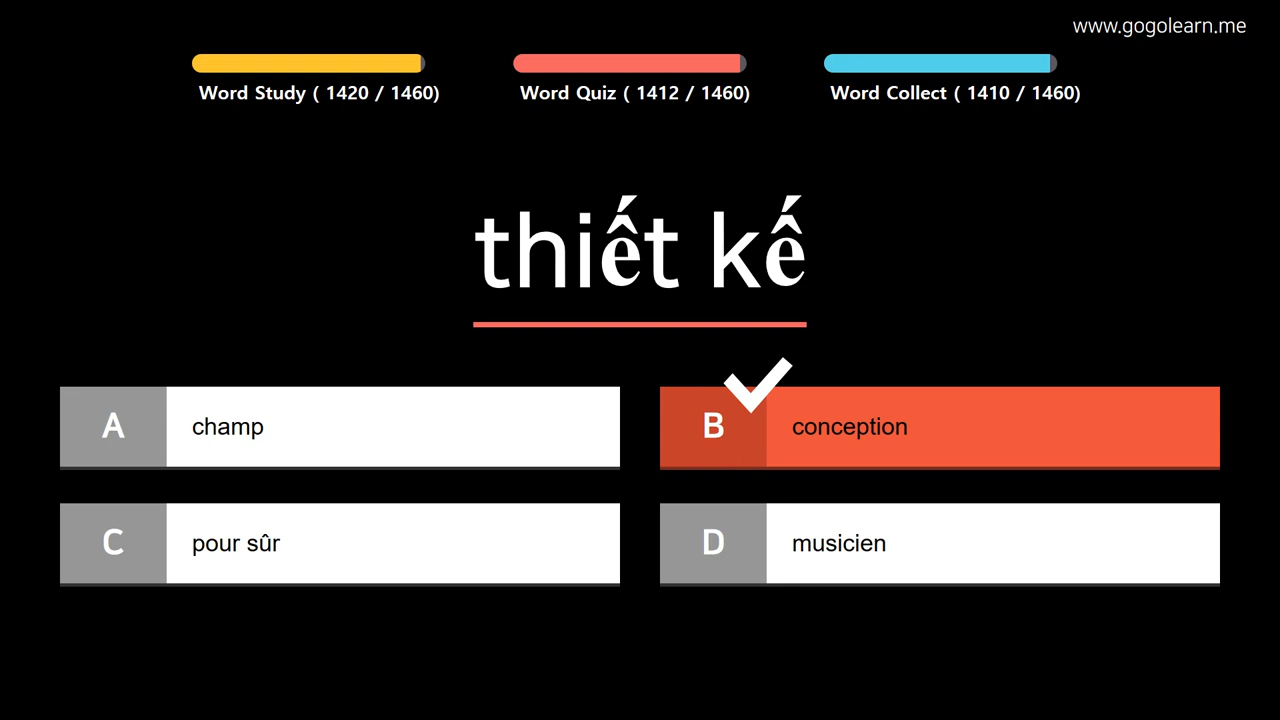 www.gogolearn.me
Word Study ( 1420 / 1460)
Word Quiz ( 1412 / 1460)
Word Collect ( 1410 / 1460)
thiết kế
A champ
B conception
C pour sûr
D musicien